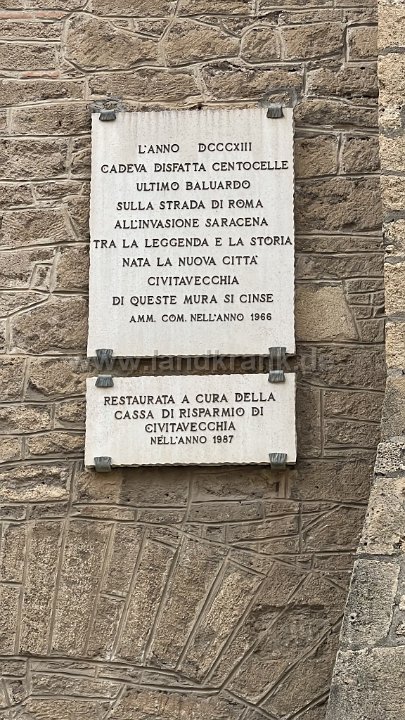 L'ANNO DCCCXIII
CADEVA DISFATTA CENTOCELLE
ULTIMO BALUARDO
SULLA STRADA DI ROMA
ALL'INVASIONE SARACENA
TRA LA LEGGENDA E LA STORIA
NATA LA NUOVA CITTA'
CIVITAVECCHIA
DI QUESTE MURA SI CINSE
AMM. COM. NELL'ANNO 1966
www.landkrank.de
RESTAURATA A CURA DELLA
CASSA DI RISPARMIO DI
CIVITAVECCHIA
NELL'ANNO 1987